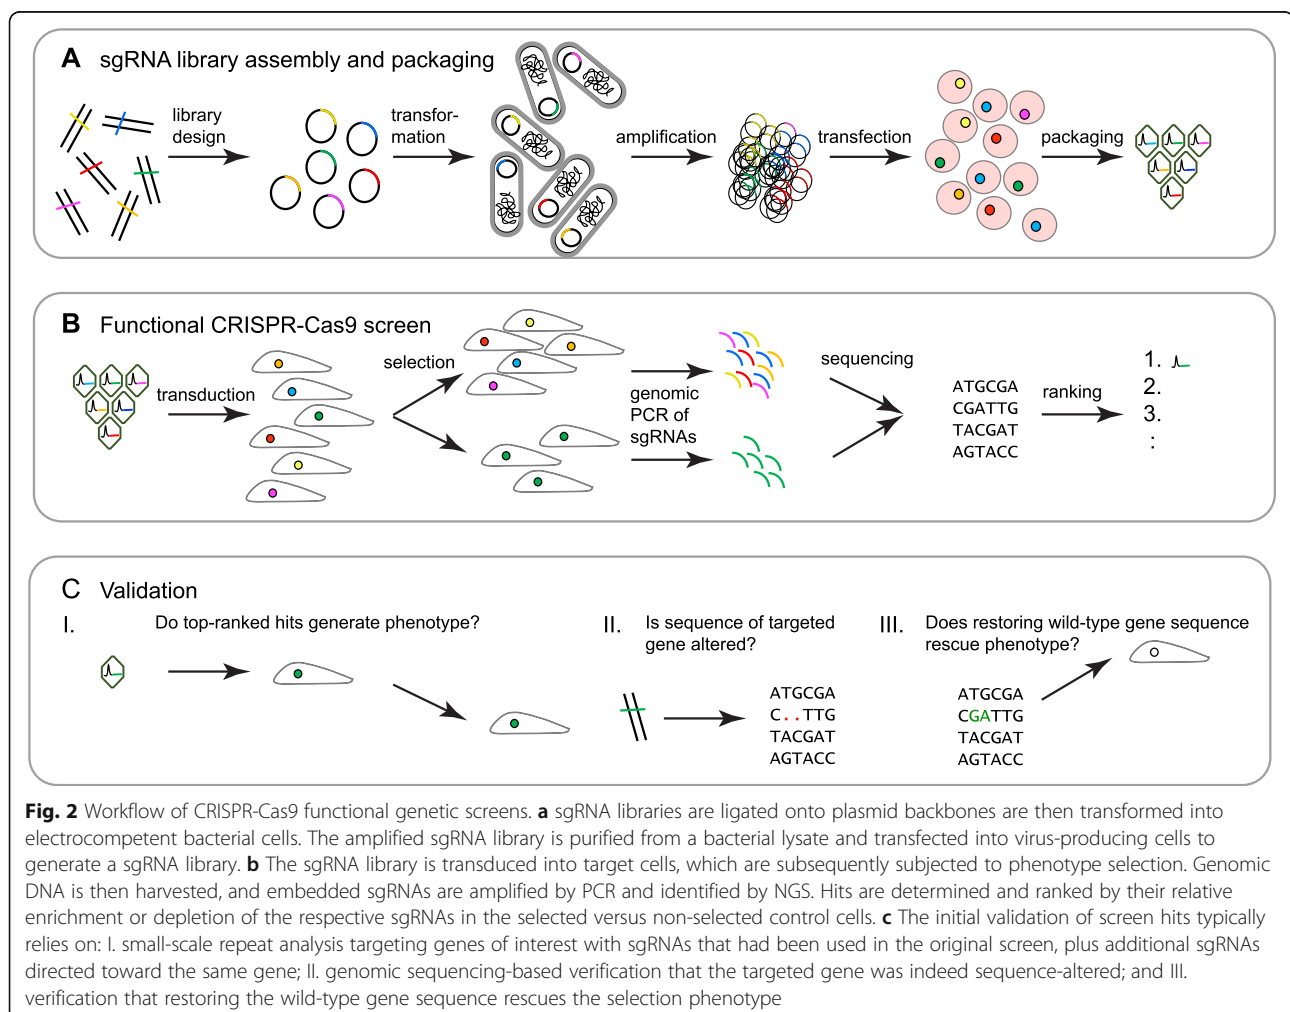 A sgRNA library assembly and packaging
library
design
transfor-
mation
amplification
transfection
packaging
B Functional CRISPR-Cas9 screen
transduction
selection
genomic
PCR of
sgRNAs
sequencing
ATGCGA
CGATTG
TACGAT
AGTACC
ranking
1.
2.
3.
:
C Validation
I. Do top-ranked hits generate phenotype?
II. Is sequence of targeted
gene altered?
ATGCGA
C..TTG
TACGAT
AGTACC
III. Does restoring wild-type gene sequence
rescue phenotype?
ATGCGA
CGATTG
TACGAT
AGTACC
Fig. 2 Workflow of CRISPR-Cas9 functional genetic screens. a sgRNA libraries are ligated onto plasmid backbones are then transformed into
electrocompetent bacterial cells. The amplified sgRNA library is purified from a bacterial lysate and transfected into virus-producing cells to
generate a sgRNA library. b The sgRNA library is transduced into target cells, which are subsequently subjected to phenotype selection. Genomic
DNA is then harvested, and embedded sgRNAs are amplified by PCR and identified by NGS. Hits are determined and ranked by their relative
enrichment or depletion of the respective sgRNAs in the selected versus non-selected control cells. c The initial validation of screen hits typically
relies on: I. small-scale repeat analysis targeting genes of interest with sgRNAs that had been used in the original screen, plus additional sgRNAs
directed toward the same gene; II. genomic sequencing-based verification that the targeted gene was indeed sequence-altered; and III.
verification that restoring the wild-type gene sequence rescues the selection phenotype